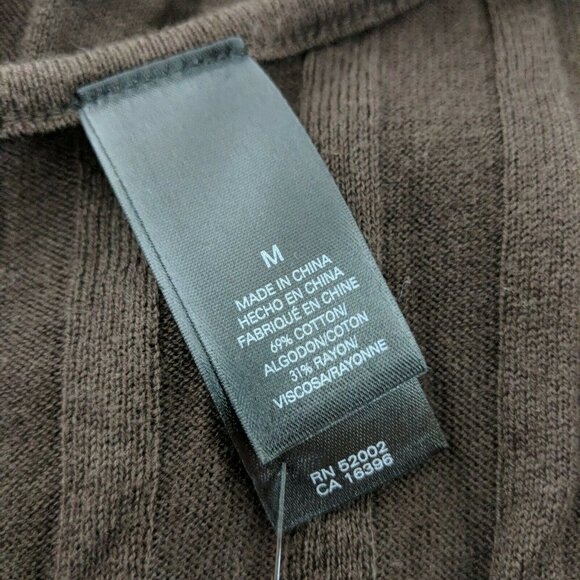 M
MADE IN CHINA
HECHO EN CHINA
FABRIQUÉ EN CHINE
69% COTTON/
ALGODON/COTON
31% RAYON/
VISCOSA/RAYONNE
RN 52002
CA 16396